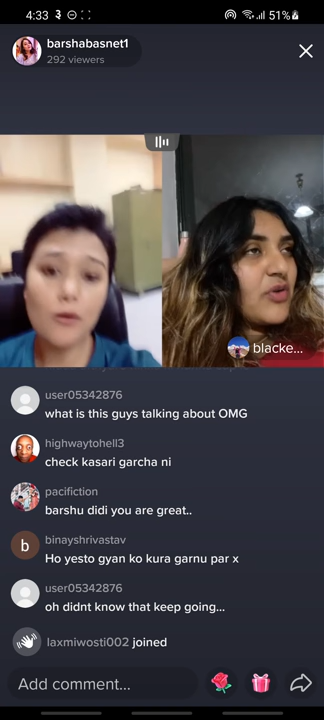 4:33
51%
barshabasnet1
292 viewers
blacke...
user05342876
what is this guys talking about OMG
highwaytohell3
check kasari garcha ni
pacifiction
barshu didi you are great..
b
binayshrivastav
Ho yesto gyan ko kura garnu par x
user05342876
oh didnt know that keep going...
laxmiwosti002 joined
Add comment...